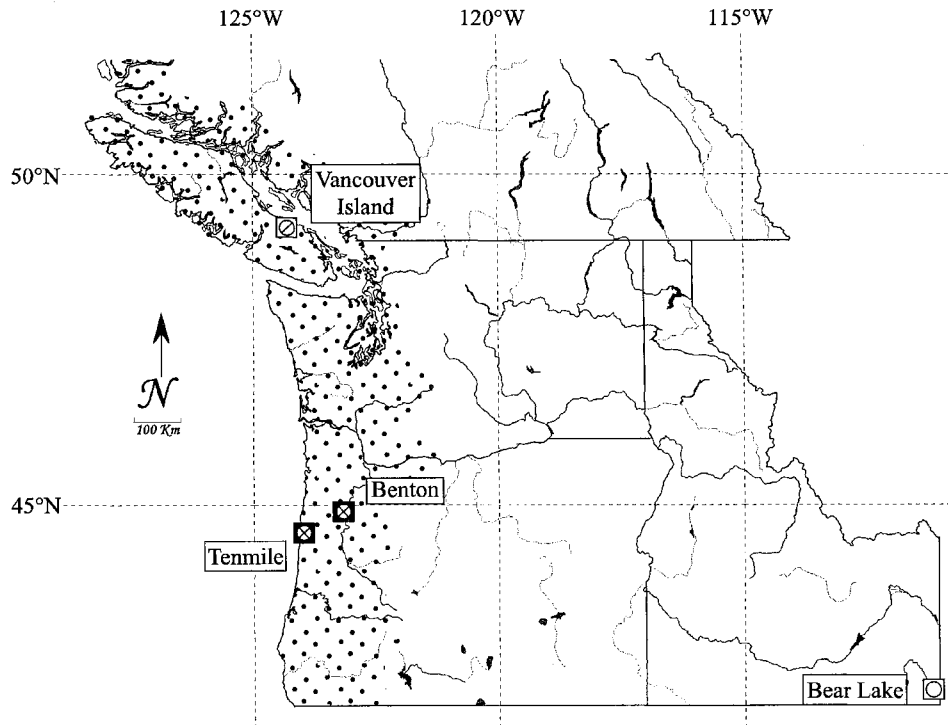 125°W 120°W 115°W
50°N
Vancouver
Island
N
100 Km
45°N
Benton
Tenmile
Bear Lake